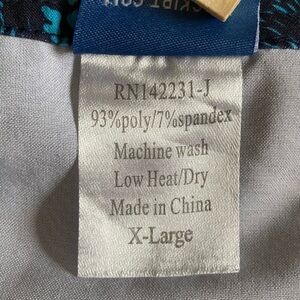 RN142231-J
93%poly/7%spandex
Machine wash
Low Heat/Dry
Made in China
X-Large